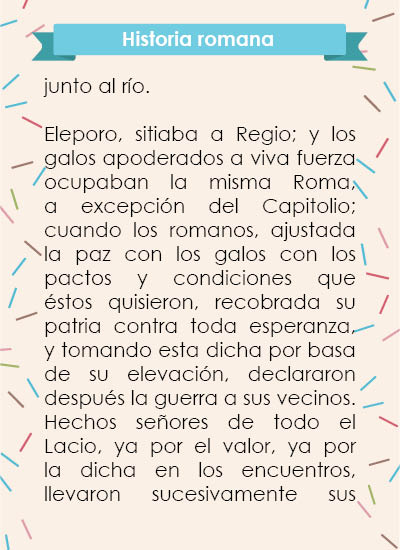 Historia romana
junto al río.
Eleporo, sitiaba a Regio; y los
galos apoderados a viva fuerza
ocupaban la misma Roma,
a excepción del Capitolio;
cuando los romanos, ajustada
la paz con los galos con los
pactos y condiciones que
éstos quisieron, recobrada su
patria contra toda esperanza,
y tomando esta dicha por basa
de su elevación, declararon
después la guerra a sus vecinos.
Hechos señores de todo el
Lacio, ya por el valor, ya por
la dicha en los encuentros,
llevaron sucesivamente sus